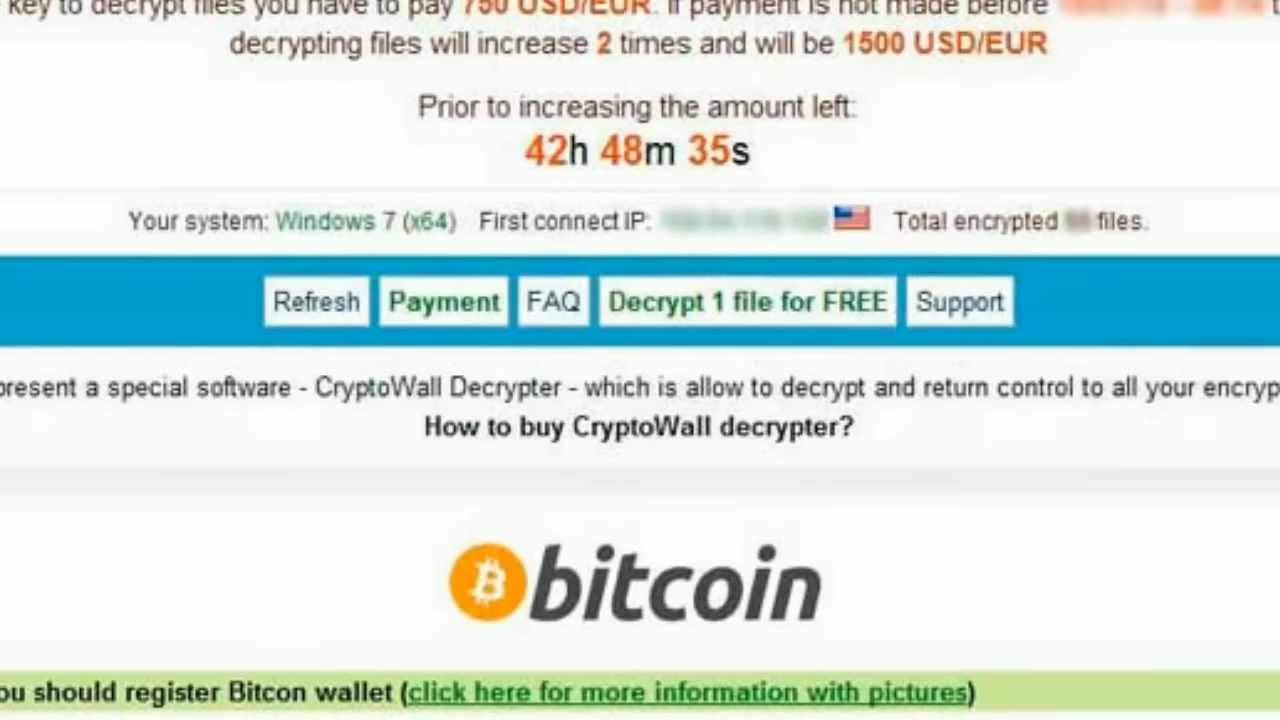 key to decrypt files you have to pay 750 USD/EUR. If payment is not made before
decrypting files will increase 2 times and will be 1500 USD/EUR
Prior to increasing the amount left:
42h 48m 35s
Your system: Windows 7 (x64) First connect IP: Total encrypted files.
Refresh Payment FAQ Decrypt 1 file for FREE Support
present a special software - CryptoWall Decrypter - which is allow to decrypt and return control to all your encryp
How to buy CryptoWall decrypter?
bitcoin
ou should register Bitcon wallet (click here for more information with pictures)